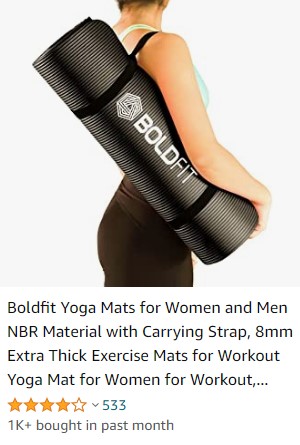 BOLDFIT
Boldfit Yoga Mats for Women and Men
NBR Material with Carrying Strap, 8mm
Extra Thick Exercise Mats for Workout
Yoga Mat for Women for Workout,...
533
1K+ bought in past month